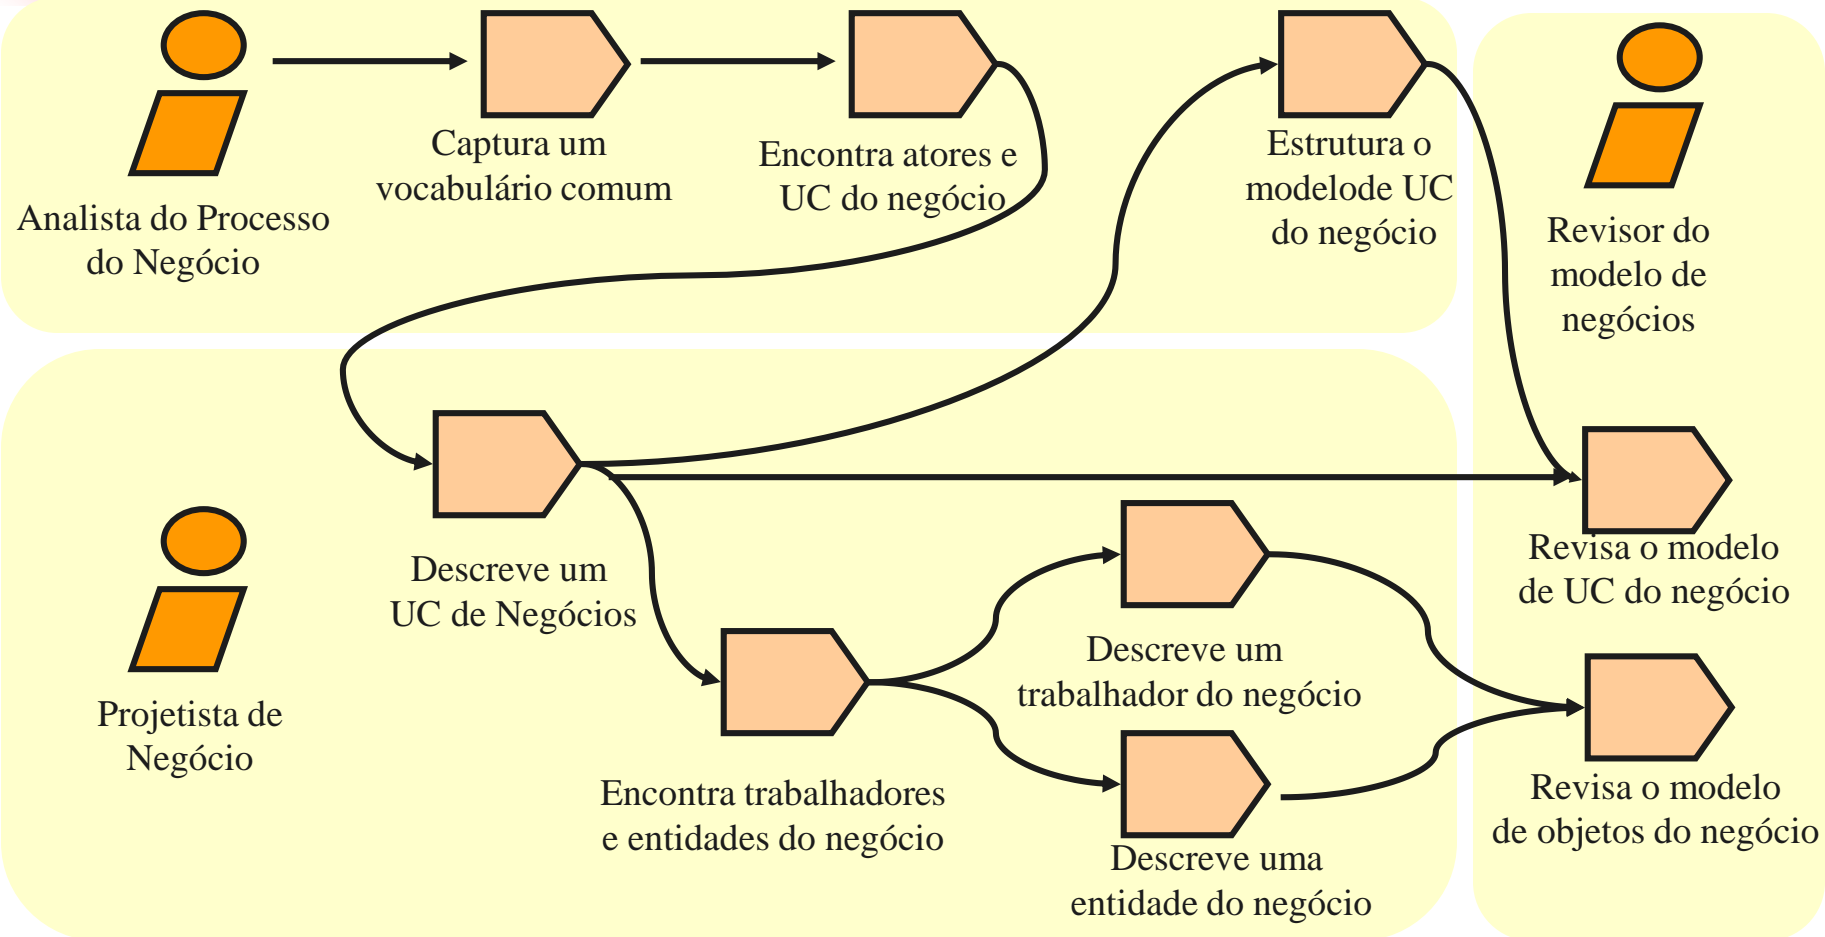 Captura um
vocabulário comum
Encontra atores e
UC do negócio
Estrutura o
modelode UC
do negócio
Analista do Processo
do Negócio
Revisor do
modelo de
negócios
Descreve um
UC de Negócios
Revisa o modelo
de UC do negócio
Projetista de
Negócio
Descreve um
trabalhador do negócio
Encontra trabalhadores
e entidades do negócio
Revisa o modelo
de objetos do negócio
Descreve uma
entidade do negócio